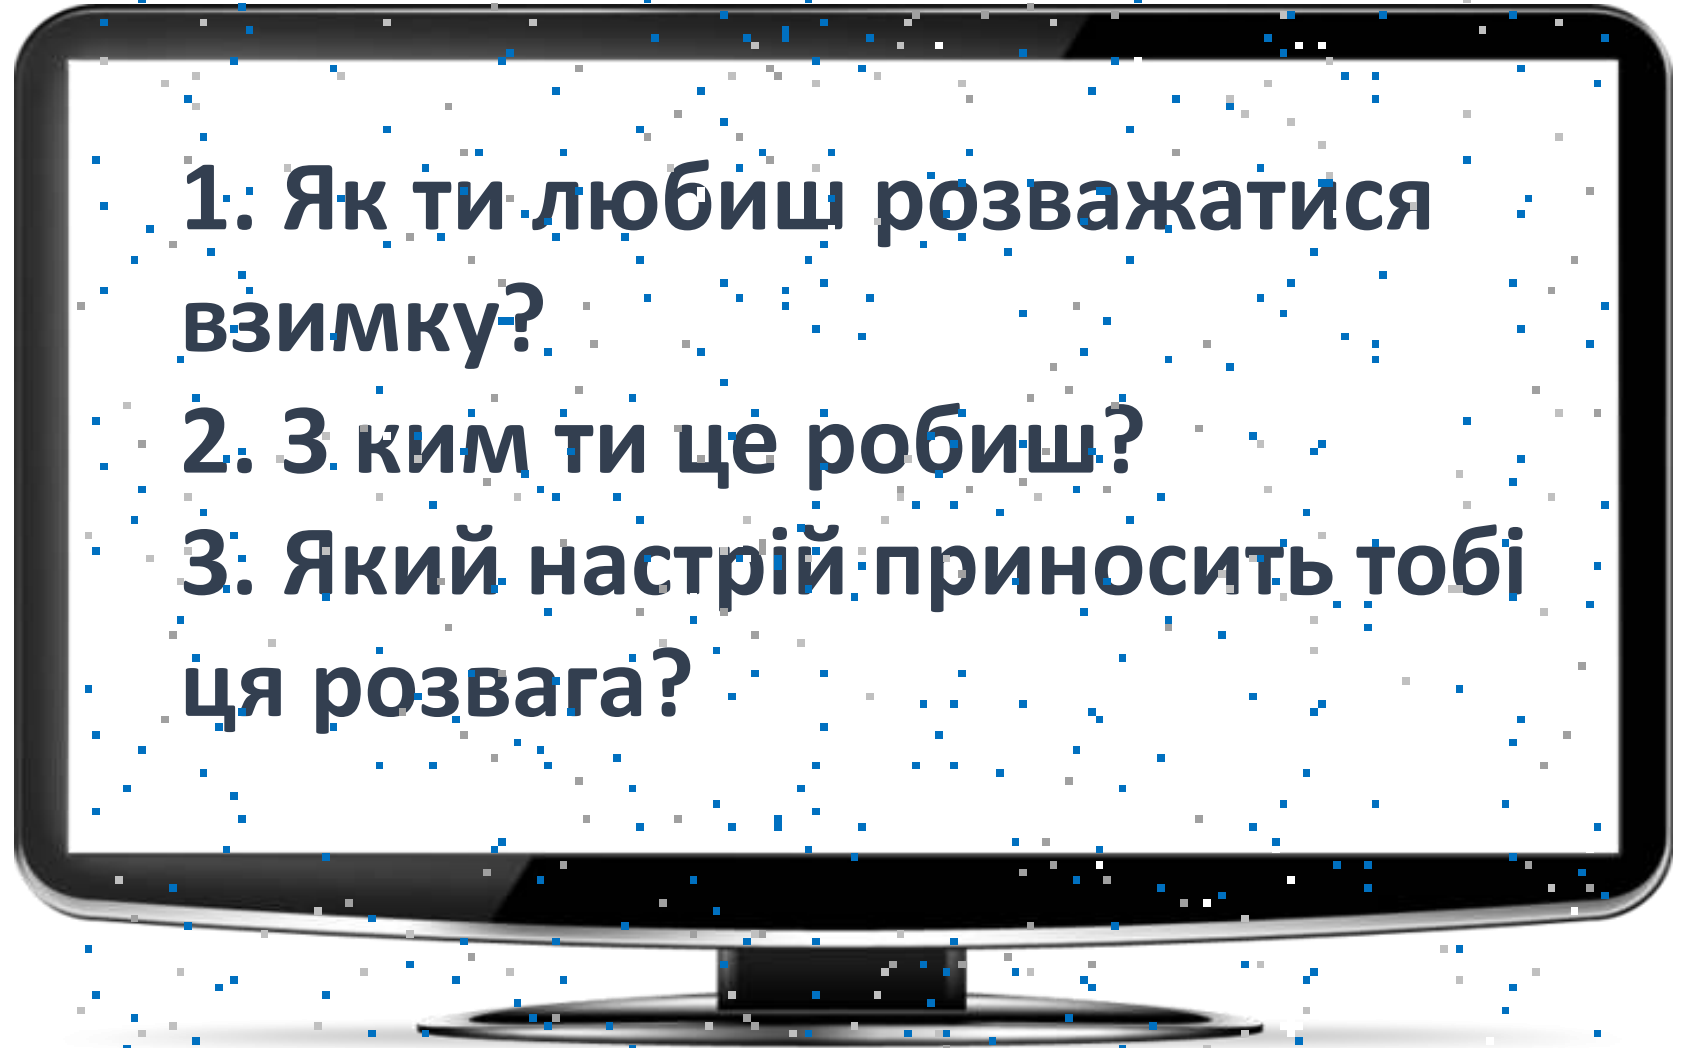 1. Як ти любиш розважатися
взимку?
2. З ким ти це робиш?
3. Який настрій приносить тобі
ця розвага?